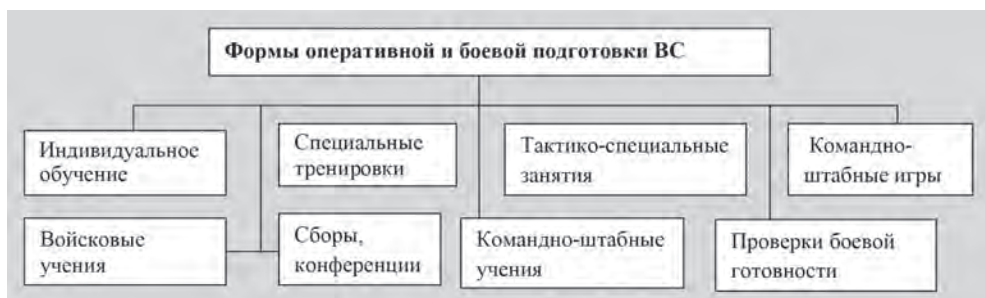 Формы оперативной и боевой подготовки ВС
Индивидуальное
обучение
Специальные
тренировки
Тактико-специальные
занятия
Командно-
штабные игры
Войсковые
учения
Сборы,
конференции
Командно-штабные
учения
Проверки боевой
готовности